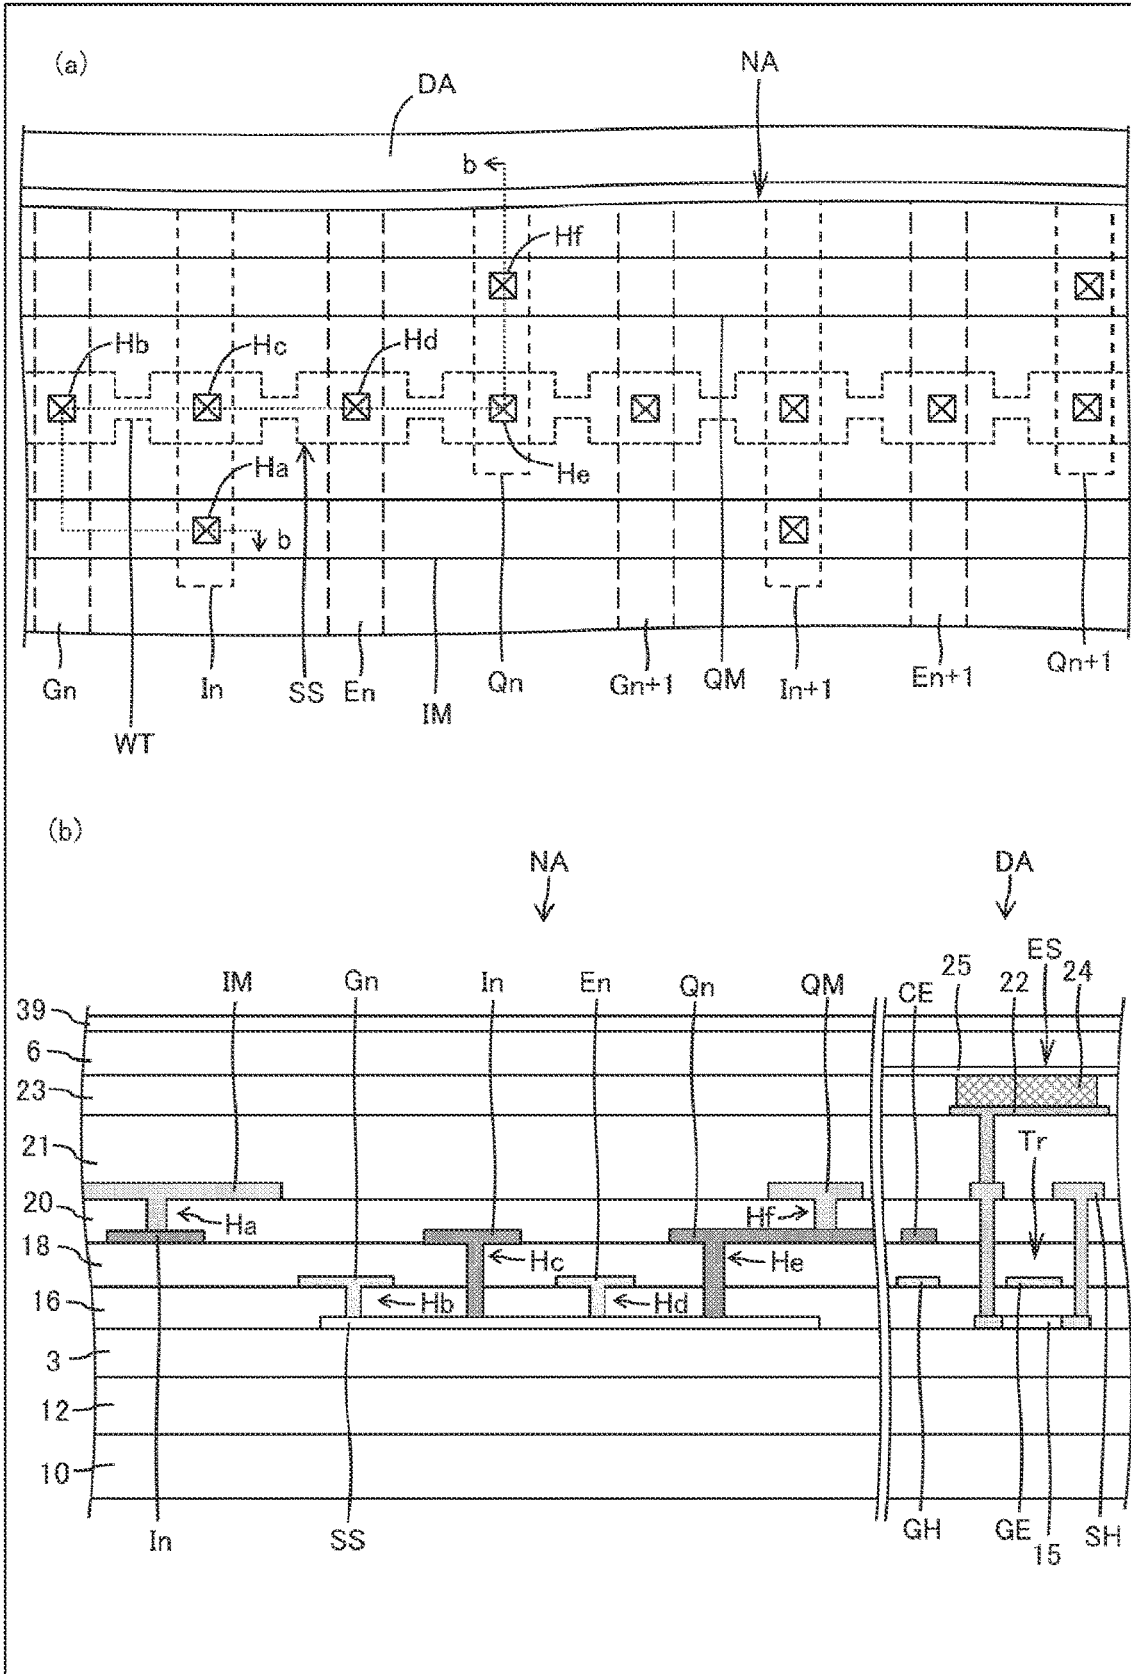 (a)
DA
NA
b
Hf
Hb
Hc
Hd
Ha
He
b
Gn
In
SS
En
Qn
Gn+1
QM
In+1
En+1
Qn+1
WT
IM
(b)
NA
DA
IM
Gn
In
En
Qn
QM
CE
25
22
ES
24
39
6
23
21
Tr
20
Ha
Hf
18
Hc
He
16
Hb
Hd
3
12
10
In
SS
GH
GE
15
SH